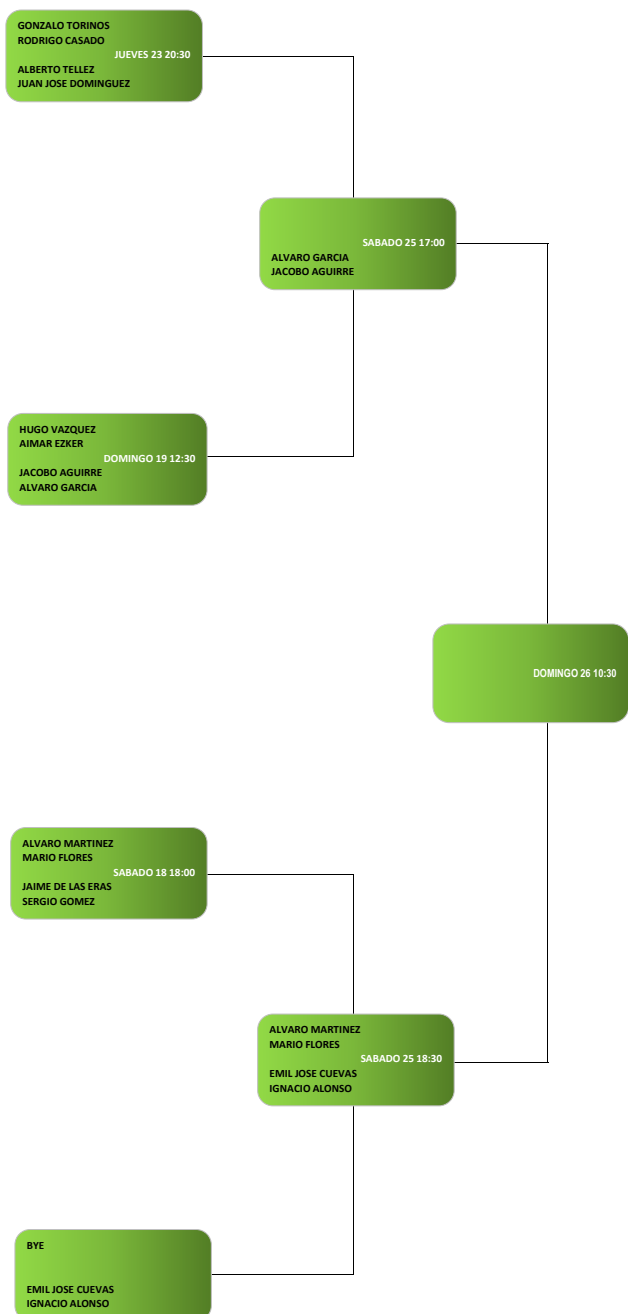 GONZALO TORINOS
RODRIGO CASADO
JUEVES 23 20:30
ALBERTO TELLEZ
JUAN JOSE DOMINGUEZ
SABADO 25 17:00
ALVARO GARCIA
JACOBO AGUIRRE
HUGO VAZQUEZ
AIMAR EZKER
DOMINGO 19 12:30
JACOBO AGUIRRE
ALVARO GARCIA
DOMINGO 26 10:30
ALVARO MARTINEZ
MARIO FLORES
SABADO 18 18:00
JAIME DE LAS ERAS
SERGIO GOMEZ
ALVARO MARTINEZ
MARIO FLORES
SABADO 25 18:30
EMIL JOSE CUEVAS
IGNACIO ALONSO
BYE
EMIL JOSE CUEVAS
IGNACIO ALONSO